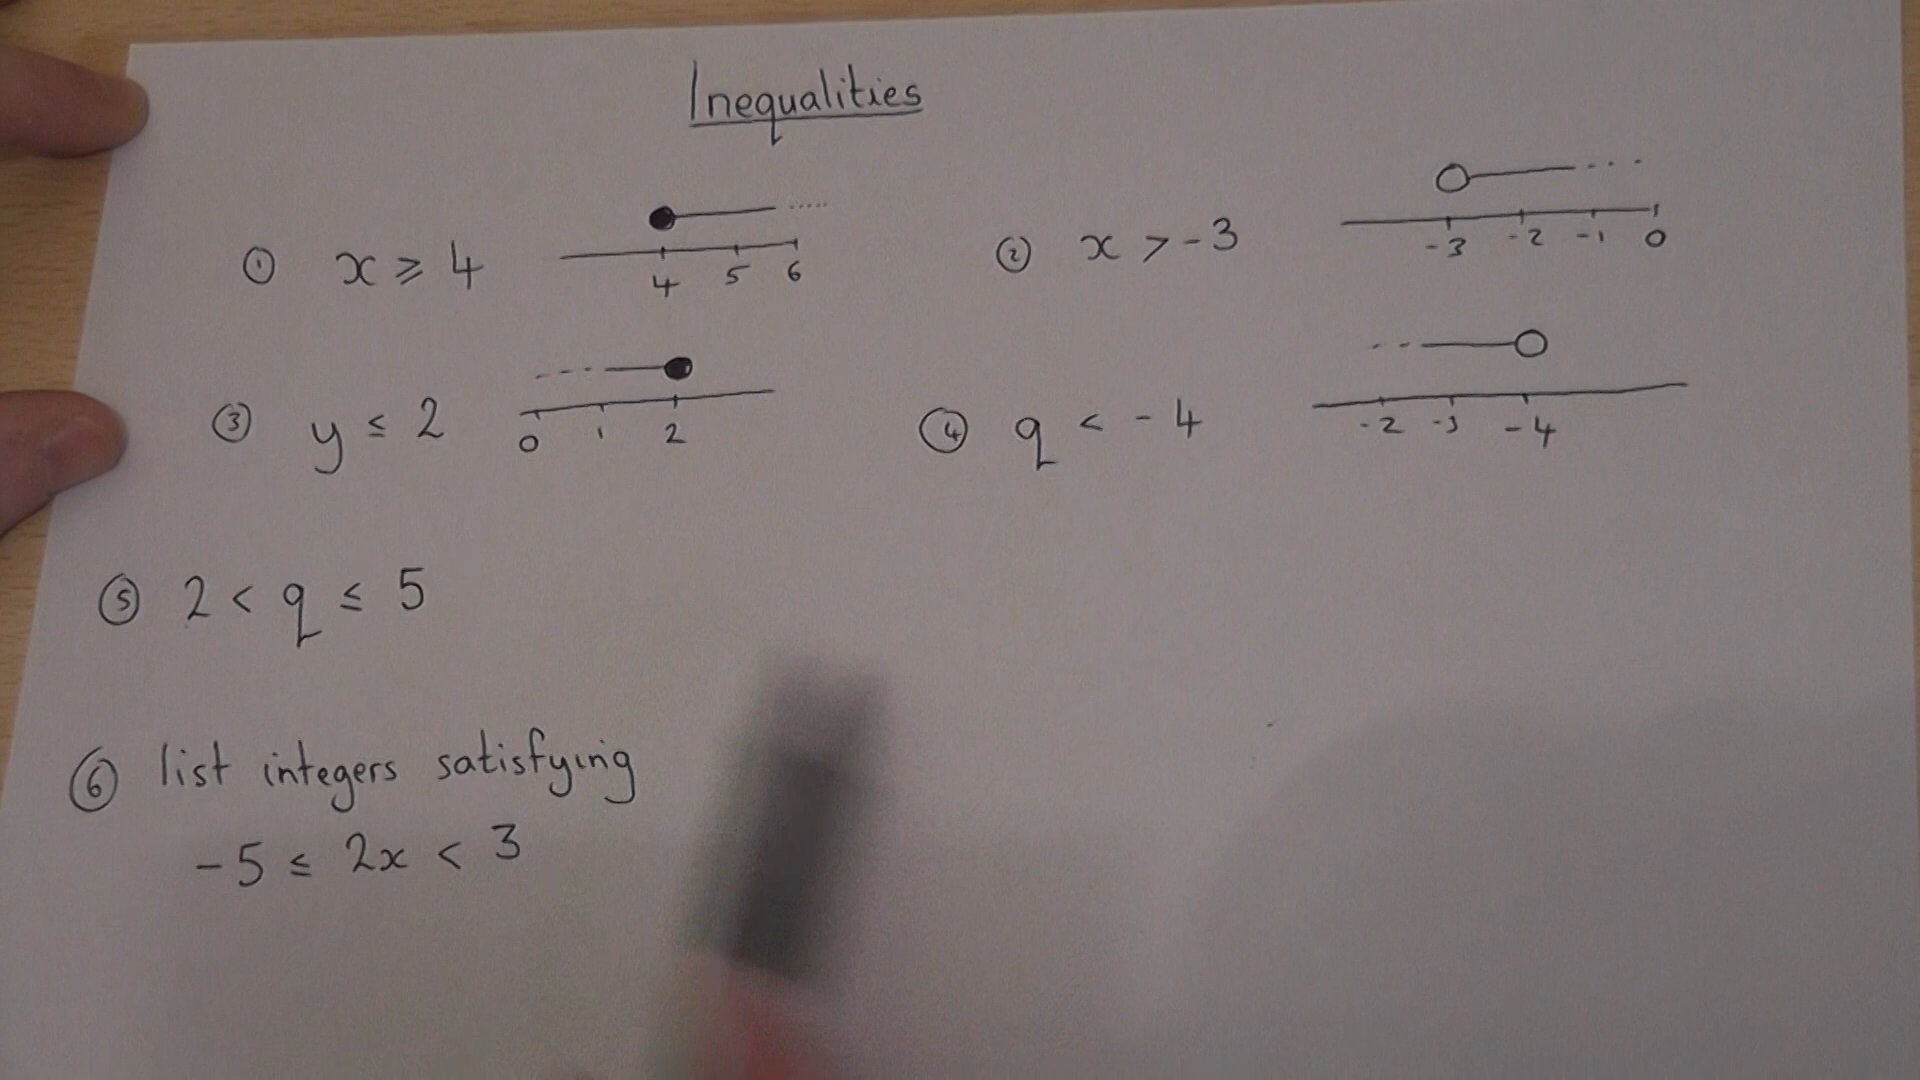 Inequalities
① x ⩾ 4
4 5 6
② x > -3
-3 -2 -1 0
③ y ≤ 2
0 1 2
④ q < -4
-2 -3 -4
⑤ 2 < q ≤ 5
⑥ list integers satisfying
-5 ≤ 2x < 3